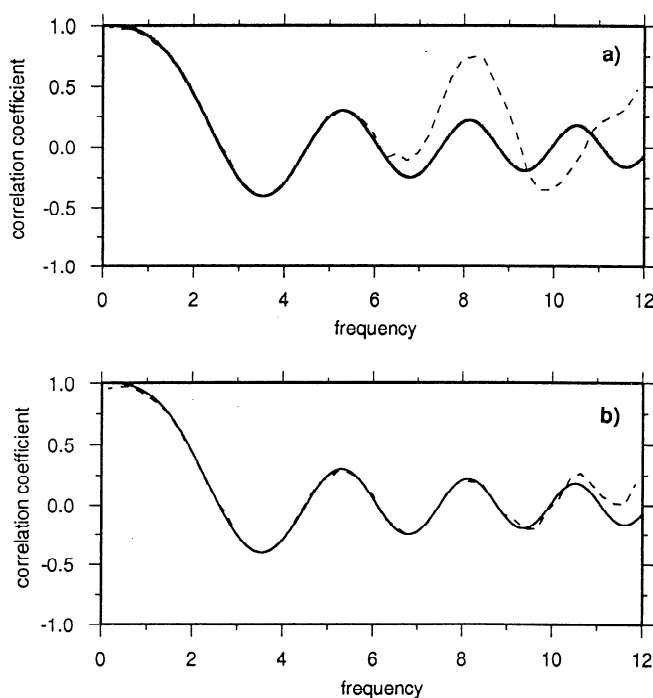 a)
correlation coefficient
1.0
0.5
0.0
-0.5
-1.0
0 2 4 6 8 10 12
frequency
b)
correlation coefficient
1.0
0.5
0.0
-0.5
-1.0
0 2 4 6 8 10 12
frequency